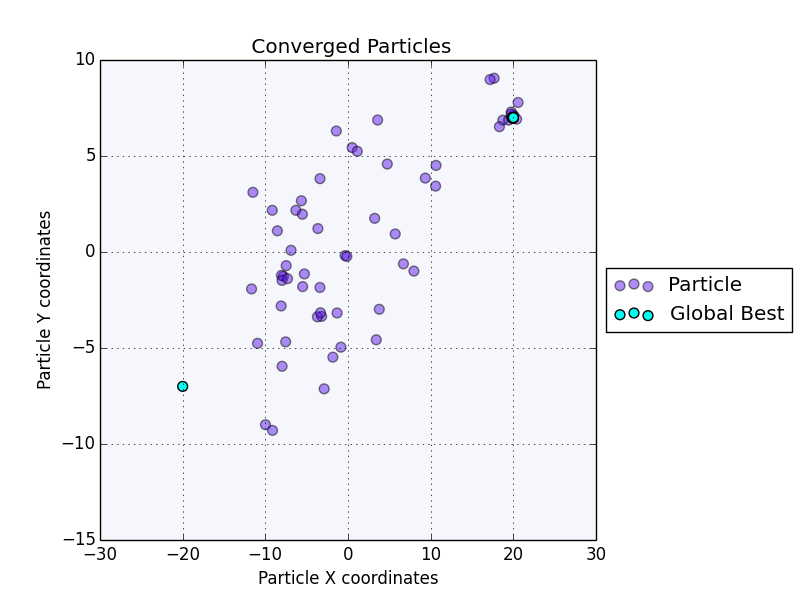 Converged Particles
10
5
0
−5
−10
−15
Particle Y coordinates
−30 −20 −10 0 10 20 30
Particle X coordinates
Particle
Global Best